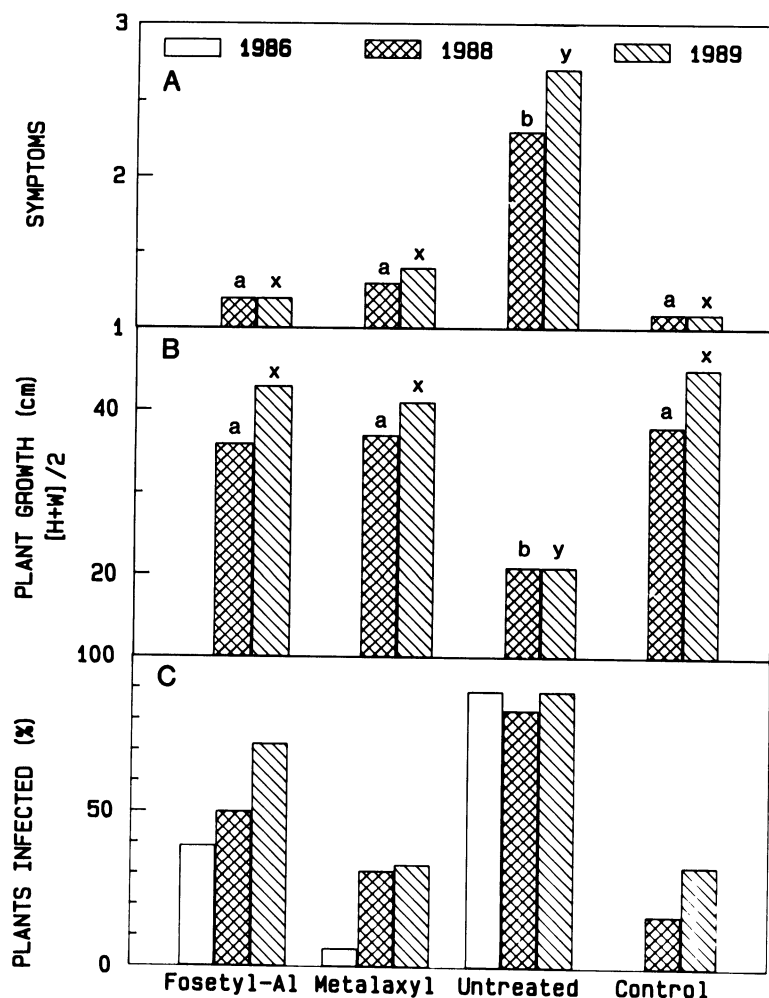 1986 1988 1989
A
SYMPTOMS
3
2
1
a x
a x
b y
a x
B
PLANT GROWTH (cm)
[H+W]/2
40
20
a x
a x
b y
a x
C
PLANTS INFECTED (%)
100
50
0
Fosetyl-Al Metalaxyl Untreated Control